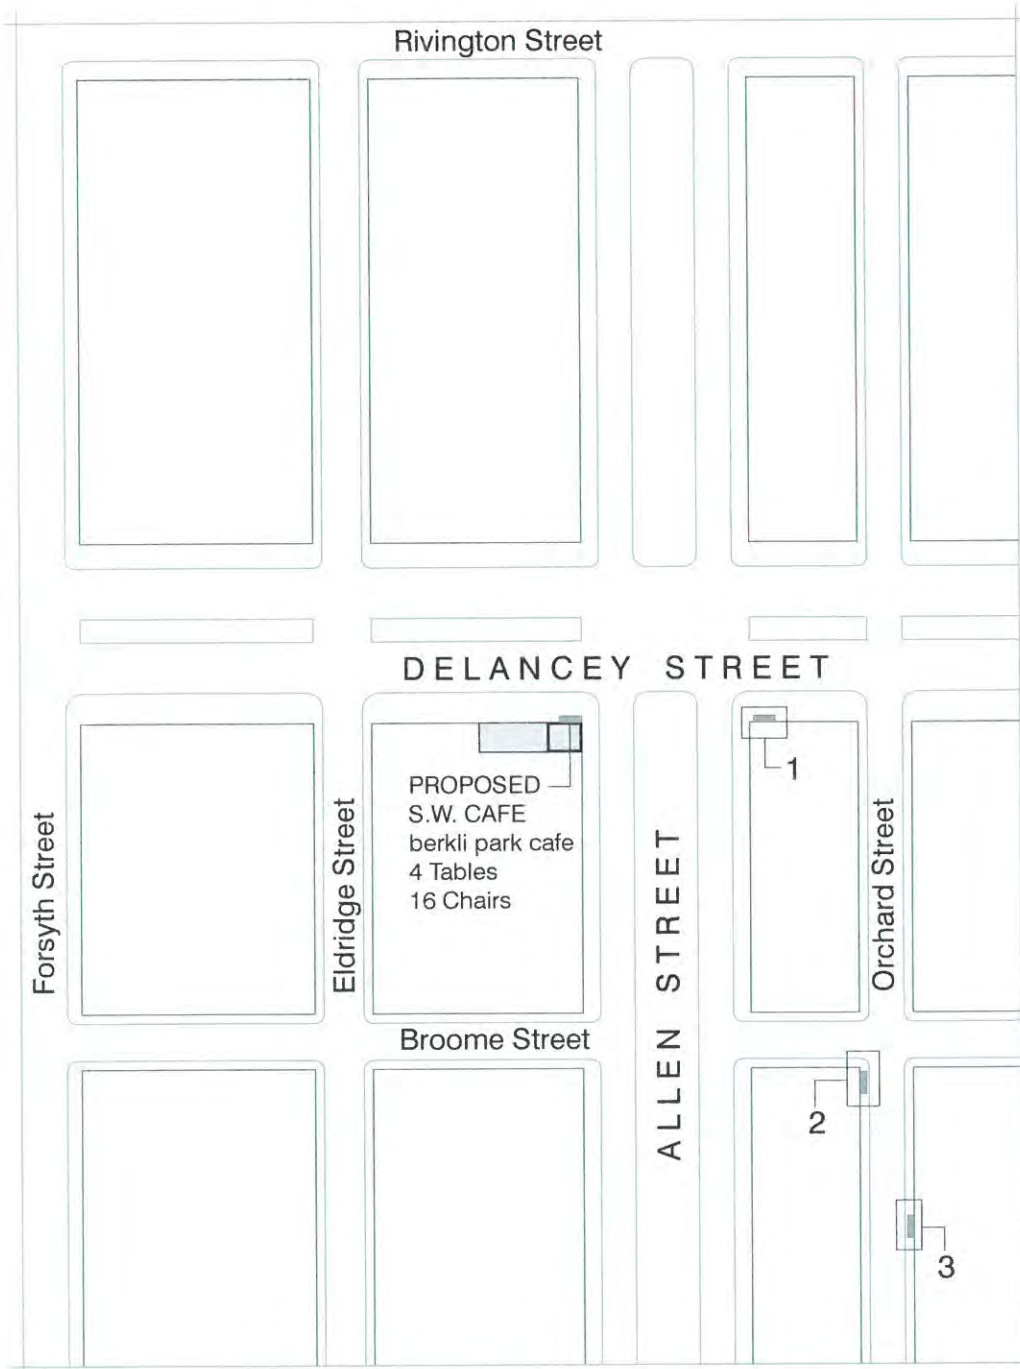 Rivington Street
DELANCEY STREET
1
PROPOSED
S.W. CAFE
berkli park cafe
4 Tables
16 Chairs
Forsyth Street
Eldridge Street
ALLEN STREET
Orchard Street
Broome Street
2
3